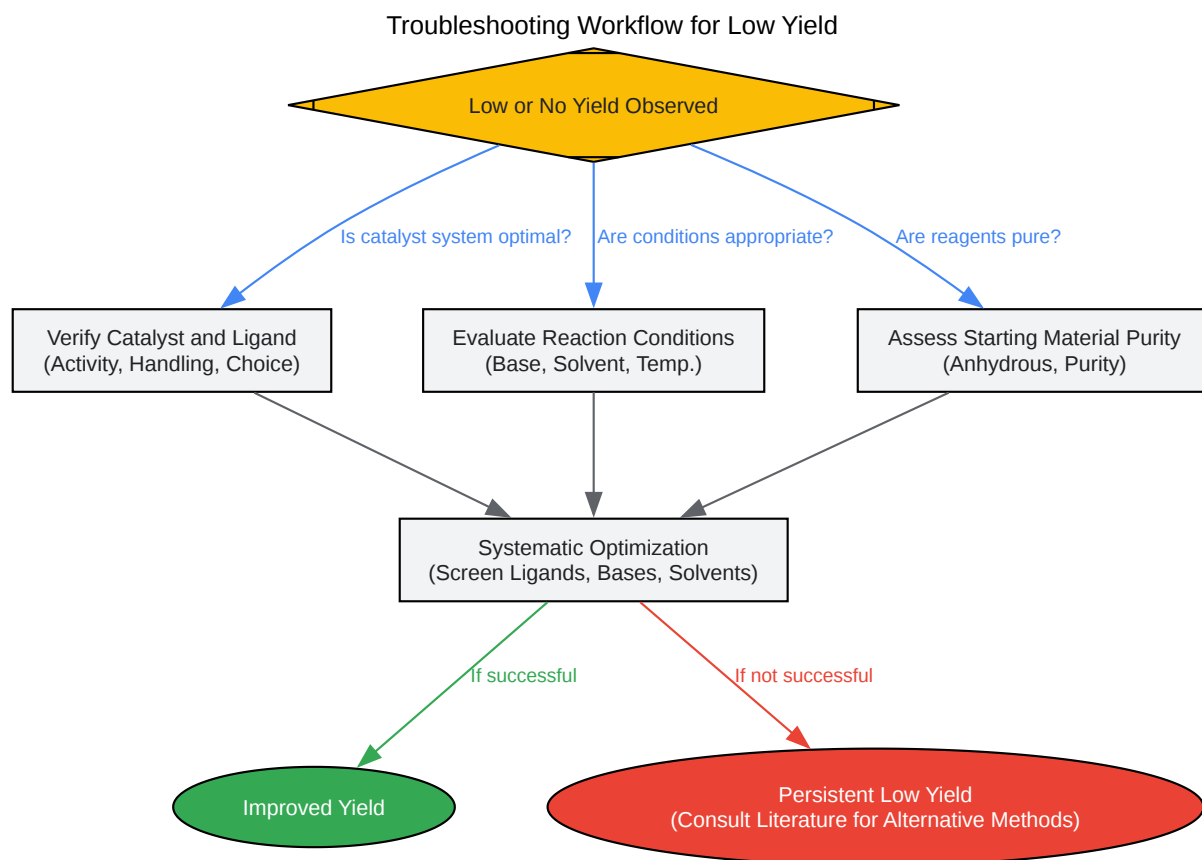 Troubleshooting Workflow for Low Yield
Low or No Yield Observed
Is catalyst system optimal?
Are conditions appropriate?
Are reagents pure?
Verify Catalyst and Ligand
(Activity, Handling, Choice)
Evaluate Reaction Conditions
(Base, Solvent, Temp.)
Assess Starting Material Purity
(Anhydrous, Purity)
Systematic Optimization
(Screen Ligands, Bases, Solvents)
If successful
If not successful
Improved Yield
Persistent Low Yield
(Consult Literature for Alternative Methods)